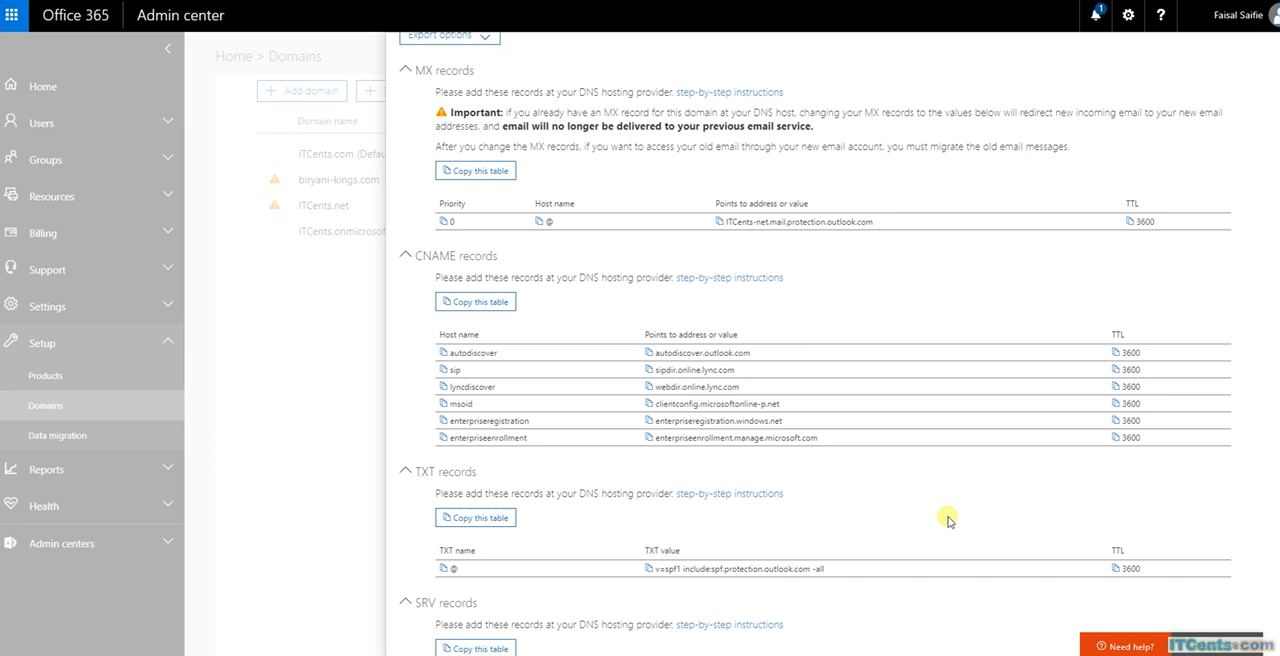 Office 365 Admin center 1 ? Faisal Saifie
Home
Users
Groups
Resources
Billing
Support
Settings
Setup
Products
Domains
Data migration
Reports
Health
Admin centers
Home > Domains
+ Add domain +
Domain name
ITCents.com (Defau
biryani-kings.com
ITCents.net
ITCents.onmicrosof
Export options
MX records
Please add these records at your DNS hosting provider. step-by-step instructions
Important: if you already have an MX record for this domain at your DNS host, changing your MX records to the values below will redirect new incoming email to your new email
addresses, and email will no longer be delivered to your previous email service.
After you change the MX records, if you want to access your old email through your new email account, you must migrate the old email messages.
Copy this table
Priority Host name Points to address or value TTL
0 @ ITCents-net.mail.protection.outlook.com 3600
CNAME records
Please add these records at your DNS hosting provider. step-by-step instructions
Copy this table
Host name Points to address or value TTL
autodiscover autodiscover.outlook.com 3600
sip sipdir.online.lync.com 3600
lyncdiscover webdir.online.lync.com 3600
msoid clientconfig.microsoftonline-p.net 3600
enterpriseregistration enterpriseregistration.windows.net 3600
enterpriseenrollment enterpriseenrollment.manage.microsoft.com 3600
TXT records
Please add these records at your DNS hosting provider. step-by-step instructions
Copy this table
TXT name TXT value TTL
@ v=spf1 include:spf.protection.outlook.com -all 3600
SRV records
Please add these records at your DNS hosting provider. step-by-step instructions
Copy this table
Need help?
ITCents.com